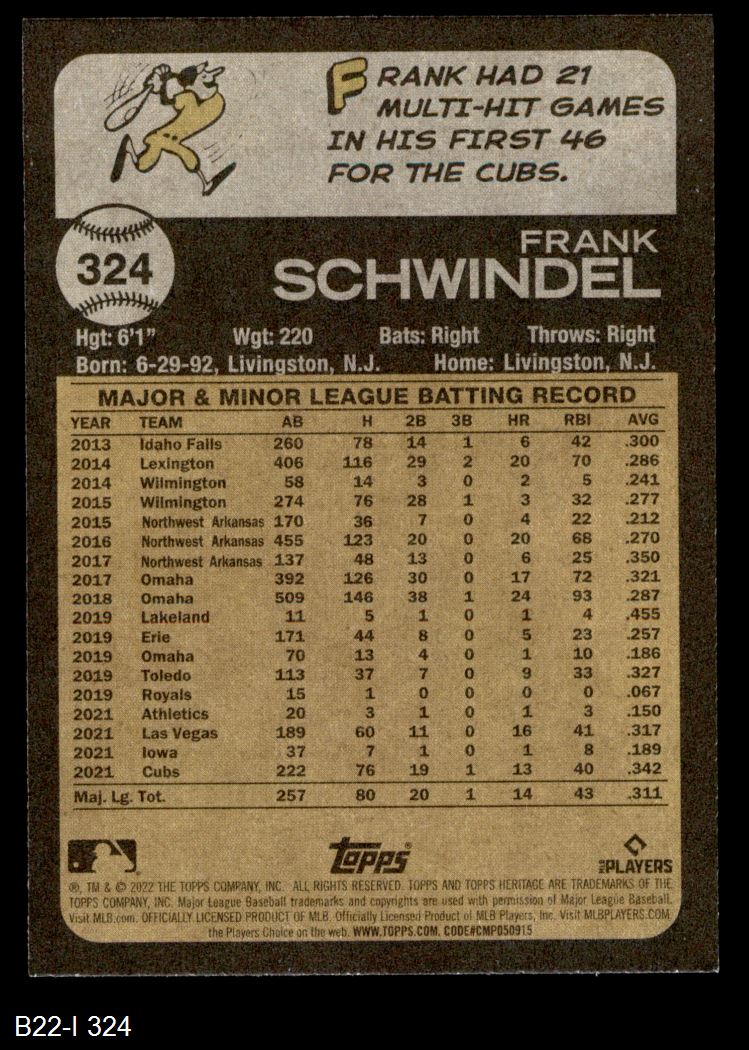 FRANK HAD 21
MULTI-HIT GAMES
IN HIS FIRST 46
FOR THE CUBS.
324
FRANK
SCHWINDEL
Hgt: 6'1" Wgt: 220 Bats: Right Throws: Right
Born: 6-29-92, Livingston, N.J. Home: Livingston, N.J.
MAJOR & MINOR LEAGUE BATTING RECORD
YEAR TEAM AB H 2B 3B HR RBI AVG
2013 Idaho Falls 260 78 14 1 6 42 .300
2014 Lexington 406 116 29 2 20 70 .286
2014 Wilmington 58 14 3 0 2 5 .241
2015 Wilmington 274 76 28 1 3 32 .277
2015 Northwest Arkansas 170 36 7 0 4 22 .212
2016 Northwest Arkansas 455 123 20 0 20 68 .270
2017 Northwest Arkansas 137 48 13 0 6 25 .350
2017 Omaha 392 126 30 0 17 72 .321
2018 Omaha 509 146 38 1 24 93 .287
2019 Lakeland 11 5 1 0 1 4 .455
2019 Erie 171 44 8 0 5 23 .257
2019 Omaha 70 13 4 0 1 10 .186
2019 Toledo 113 37 7 0 9 33 .327
2019 Royals 15 1 0 0 0 0 .067
2021 Athletics 20 3 1 0 1 3 .150
2021 Las Vegas 189 60 11 0 16 41 .317
2021 Iowa 37 7 1 0 1 8 .189
2021 Cubs 222 76 19 1 13 40 .342
Maj. Lg. Tot. 257 80 20 1 14 43 .311
topps®
MLB PLAYERS
®, TM & © 2022 THE TOPPS COMPANY, INC. ALL RIGHTS RESERVED. TOPPS AND TOPPS HERITAGE ARE TRADEMARKS OF THE
TOPPS COMPANY, INC. Major League Baseball trademarks and copyrights are used with permission of Major League Baseball.
Visit MLB.com. OFFICIALLY LICENSED PRODUCT OF MLB. Officially Licensed Product of MLB Players, Inc. Visit MLBPLAYERS.COM
the Players Choice on the web. WWW.TOPPS.COM. CODE#CMP050915
B22-I 324